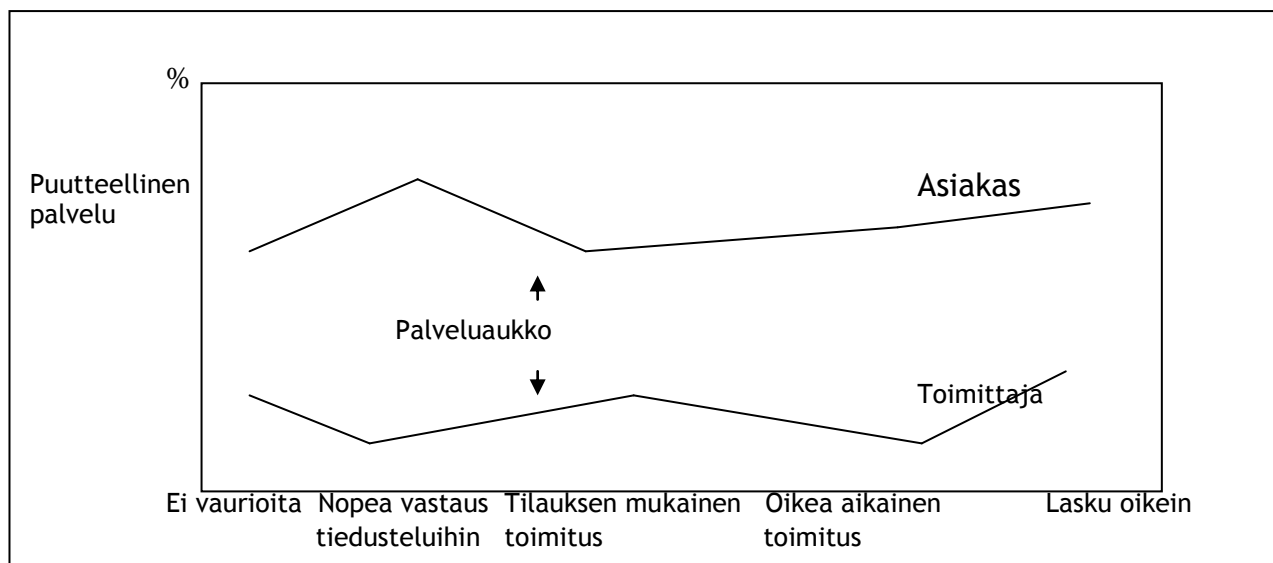 %
Puutteellinen
palvelu
Asiakas
Palveluaukko
Toimittaja
Ei vaurioita
Nopea vastaus
tiedusteluihin
Tilauksen mukainen
toimitus
Oikea aikainen
toimitus
Lasku oikein